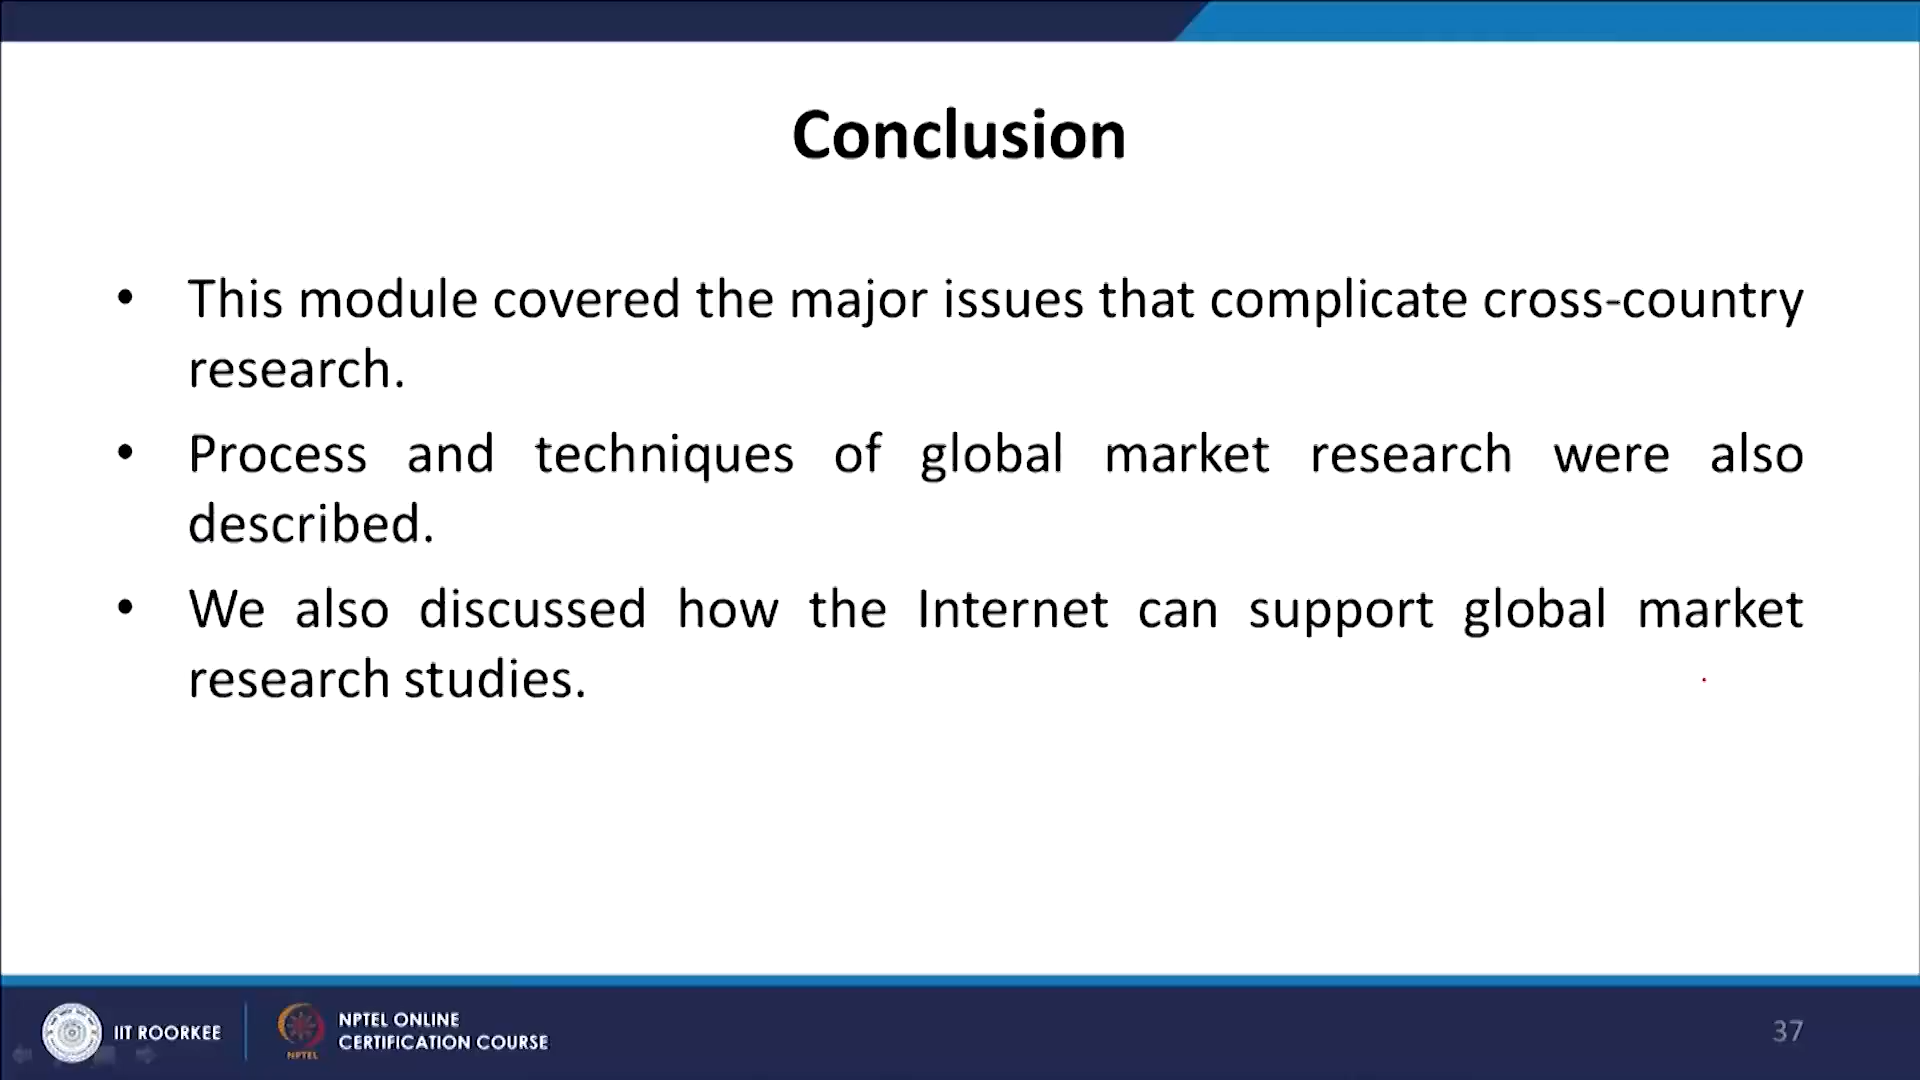 Conclusion
• This module covered the major issues that complicate cross-country
research.
• Process and techniques of global market research were also
described.
• We also discussed how the Internet can support global market
research studies.
IIT ROORKEE
NPTEL
NPTEL ONLINE
CERTIFICATION COURSE
37